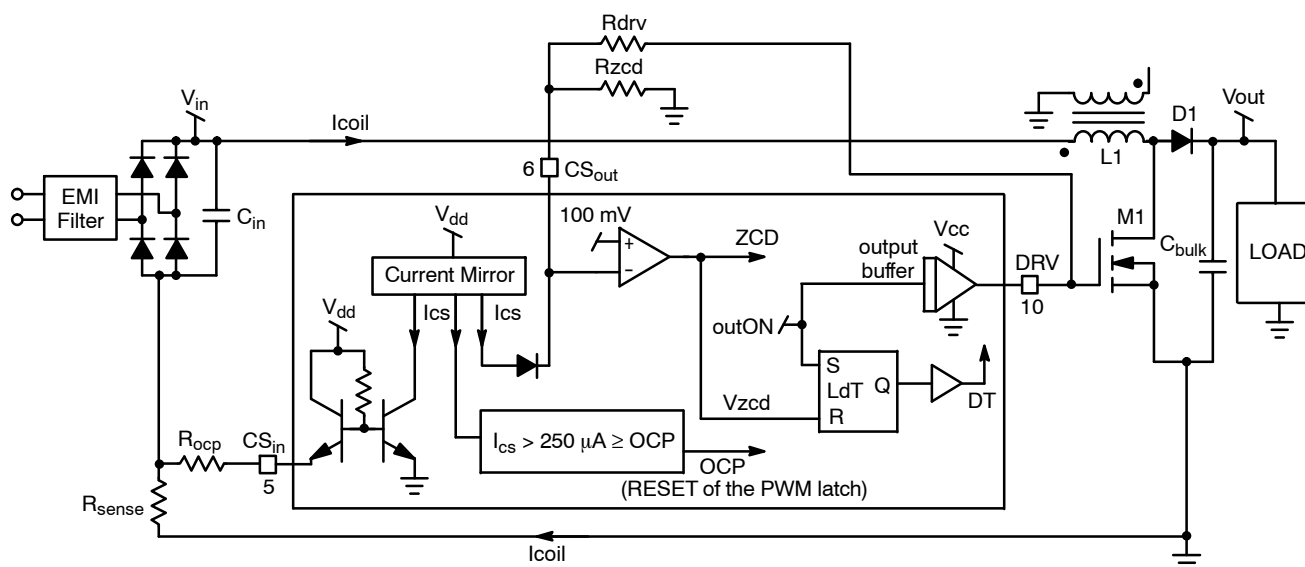 Rdrv
Rzcd
Vin
Icoil
D1
Vout
L1
6
CSout
EMI
Filter
Cin
Vdd
100 mV
+
−
ZCD
Vcc
output
buffer
DRV
10
M1
Cbulk
LOAD
Current Mirror
Ics
Ics
Vdd
outON
S
LdT
Q
R
DT
Vzcd
Rocp
CSin
5
Ics > 250 μA ≥ OCP
OCP
(RESET of the PWM latch)
Rsense
Icoil